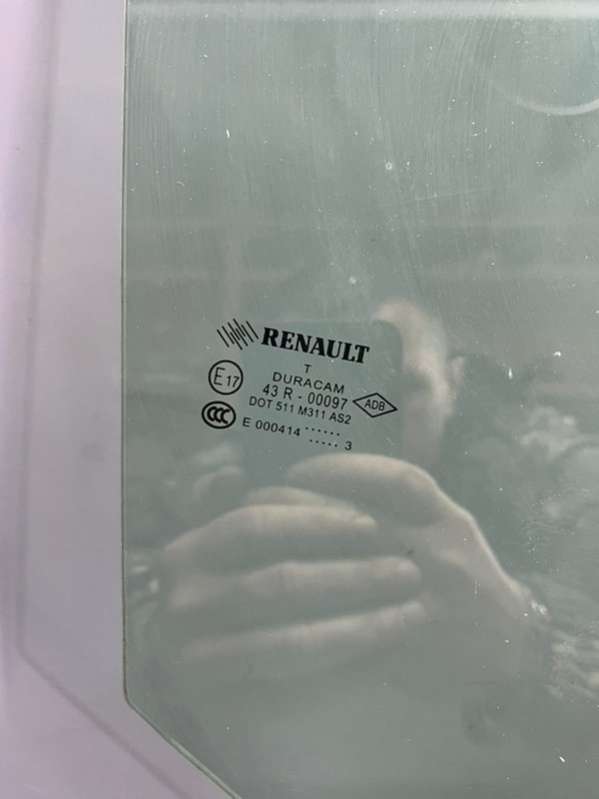 RENAULT
T
DURACAM
E17
43 R - 00097
ADB
DOT 511 M311 AS2
CCC
E 000414 ......
..... 3